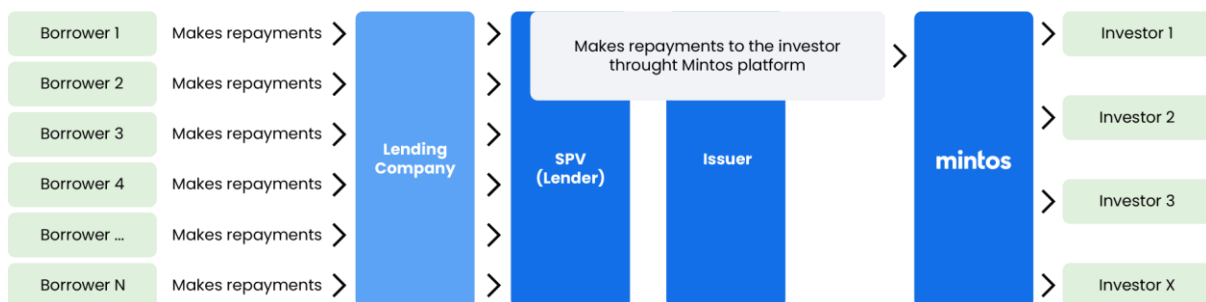 Borrower 1 Makes repayments
Borrower 2 Makes repayments
Borrower 3 Makes repayments
Borrower 4 Makes repayments
Borrower ... Makes repayments
Borrower N Makes repayments
Lending
Company
SPV
(Lender)
Issuer
Makes repayments to the investor
throught Mintos platform
mintos
Investor 1
Investor 2
Investor 3
Investor X